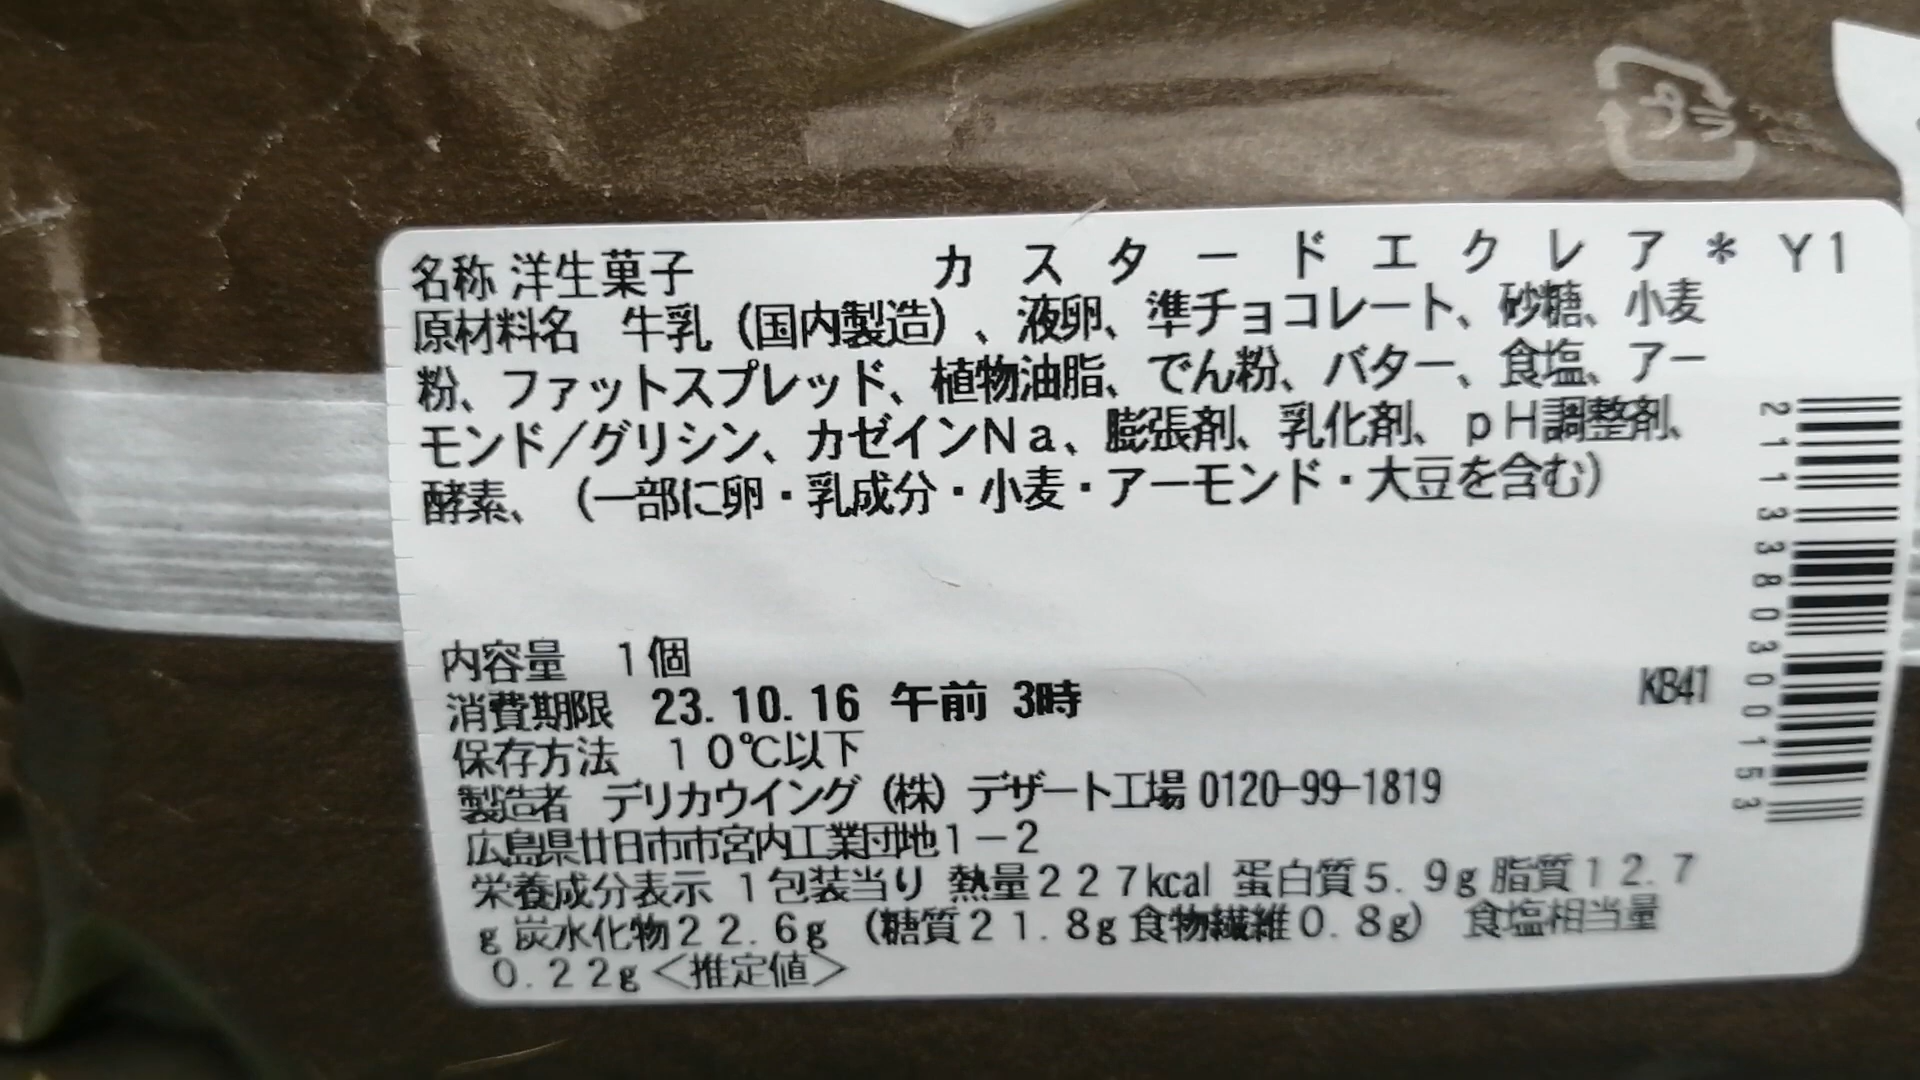 プラ
名称 洋生菓子 カスタードエクレア＊ Y1
原材料名 牛乳（国内製造）、液卵、準チョコレート、砂糖、小麦
粉、ファットスプレッド、植物油脂、でん粉、バター、食塩、アー
モンド／グリシン、カゼインNa、膨張剤、乳化剤、pH調整剤、
酵素、（一部に卵・乳成分・小麦・アーモンド・大豆を含む）
内容量 1個
消費期限 23.10.16 午前 3時
KB41
保存方法 10℃以下
製造者 デリカウイング（株）デザート工場 0120-99-1819
広島県廿日市市宮内工業団地1－2
栄養成分表示 1包装当り 熱量227kcal 蛋白質5.9g 脂質12.7
g 炭水化物22.6g （糖質21.8g 食物繊維0.8g） 食塩相当量
0.22g＜推定値＞
2113380300153